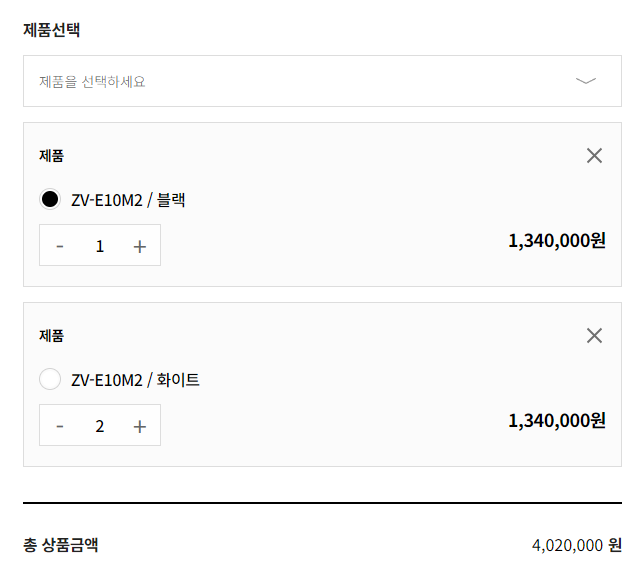 제품선택
제품을 선택하세요
제품
ZV-E10M2 / 블랙
- 1 +
1,340,000원
제품
ZV-E10M2 / 화이트
- 2 +
1,340,000원
총 상품금액 4,020,000 원